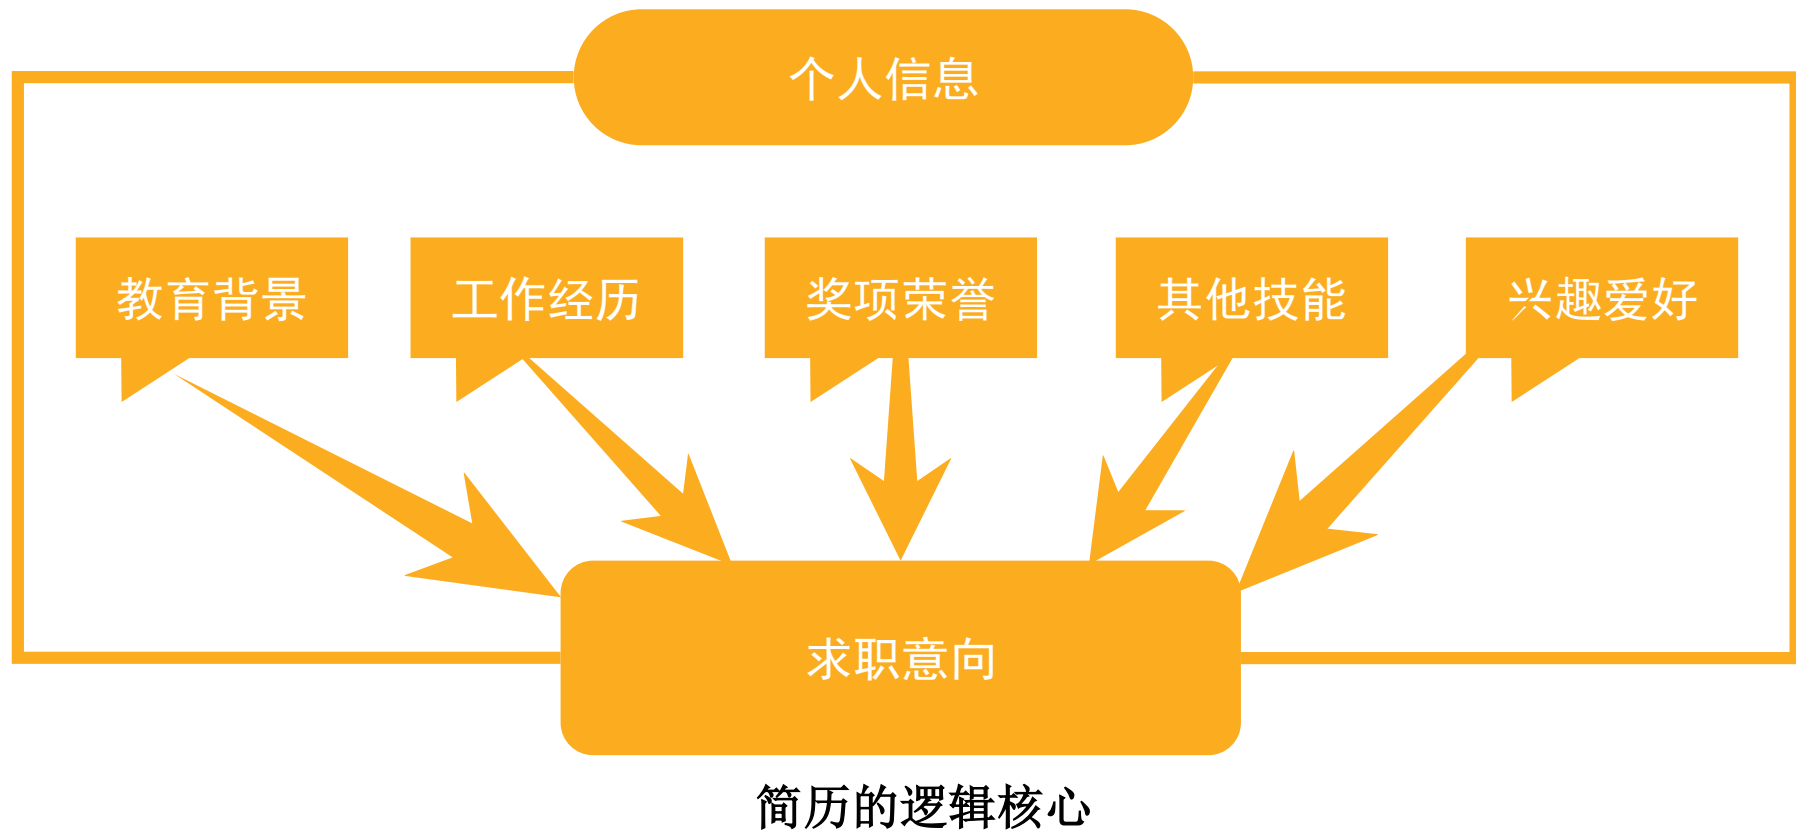 个人信息
教育背景
工作经历
奖项荣誉
其他技能
兴趣爱好
求职意向
简历的逻辑核心